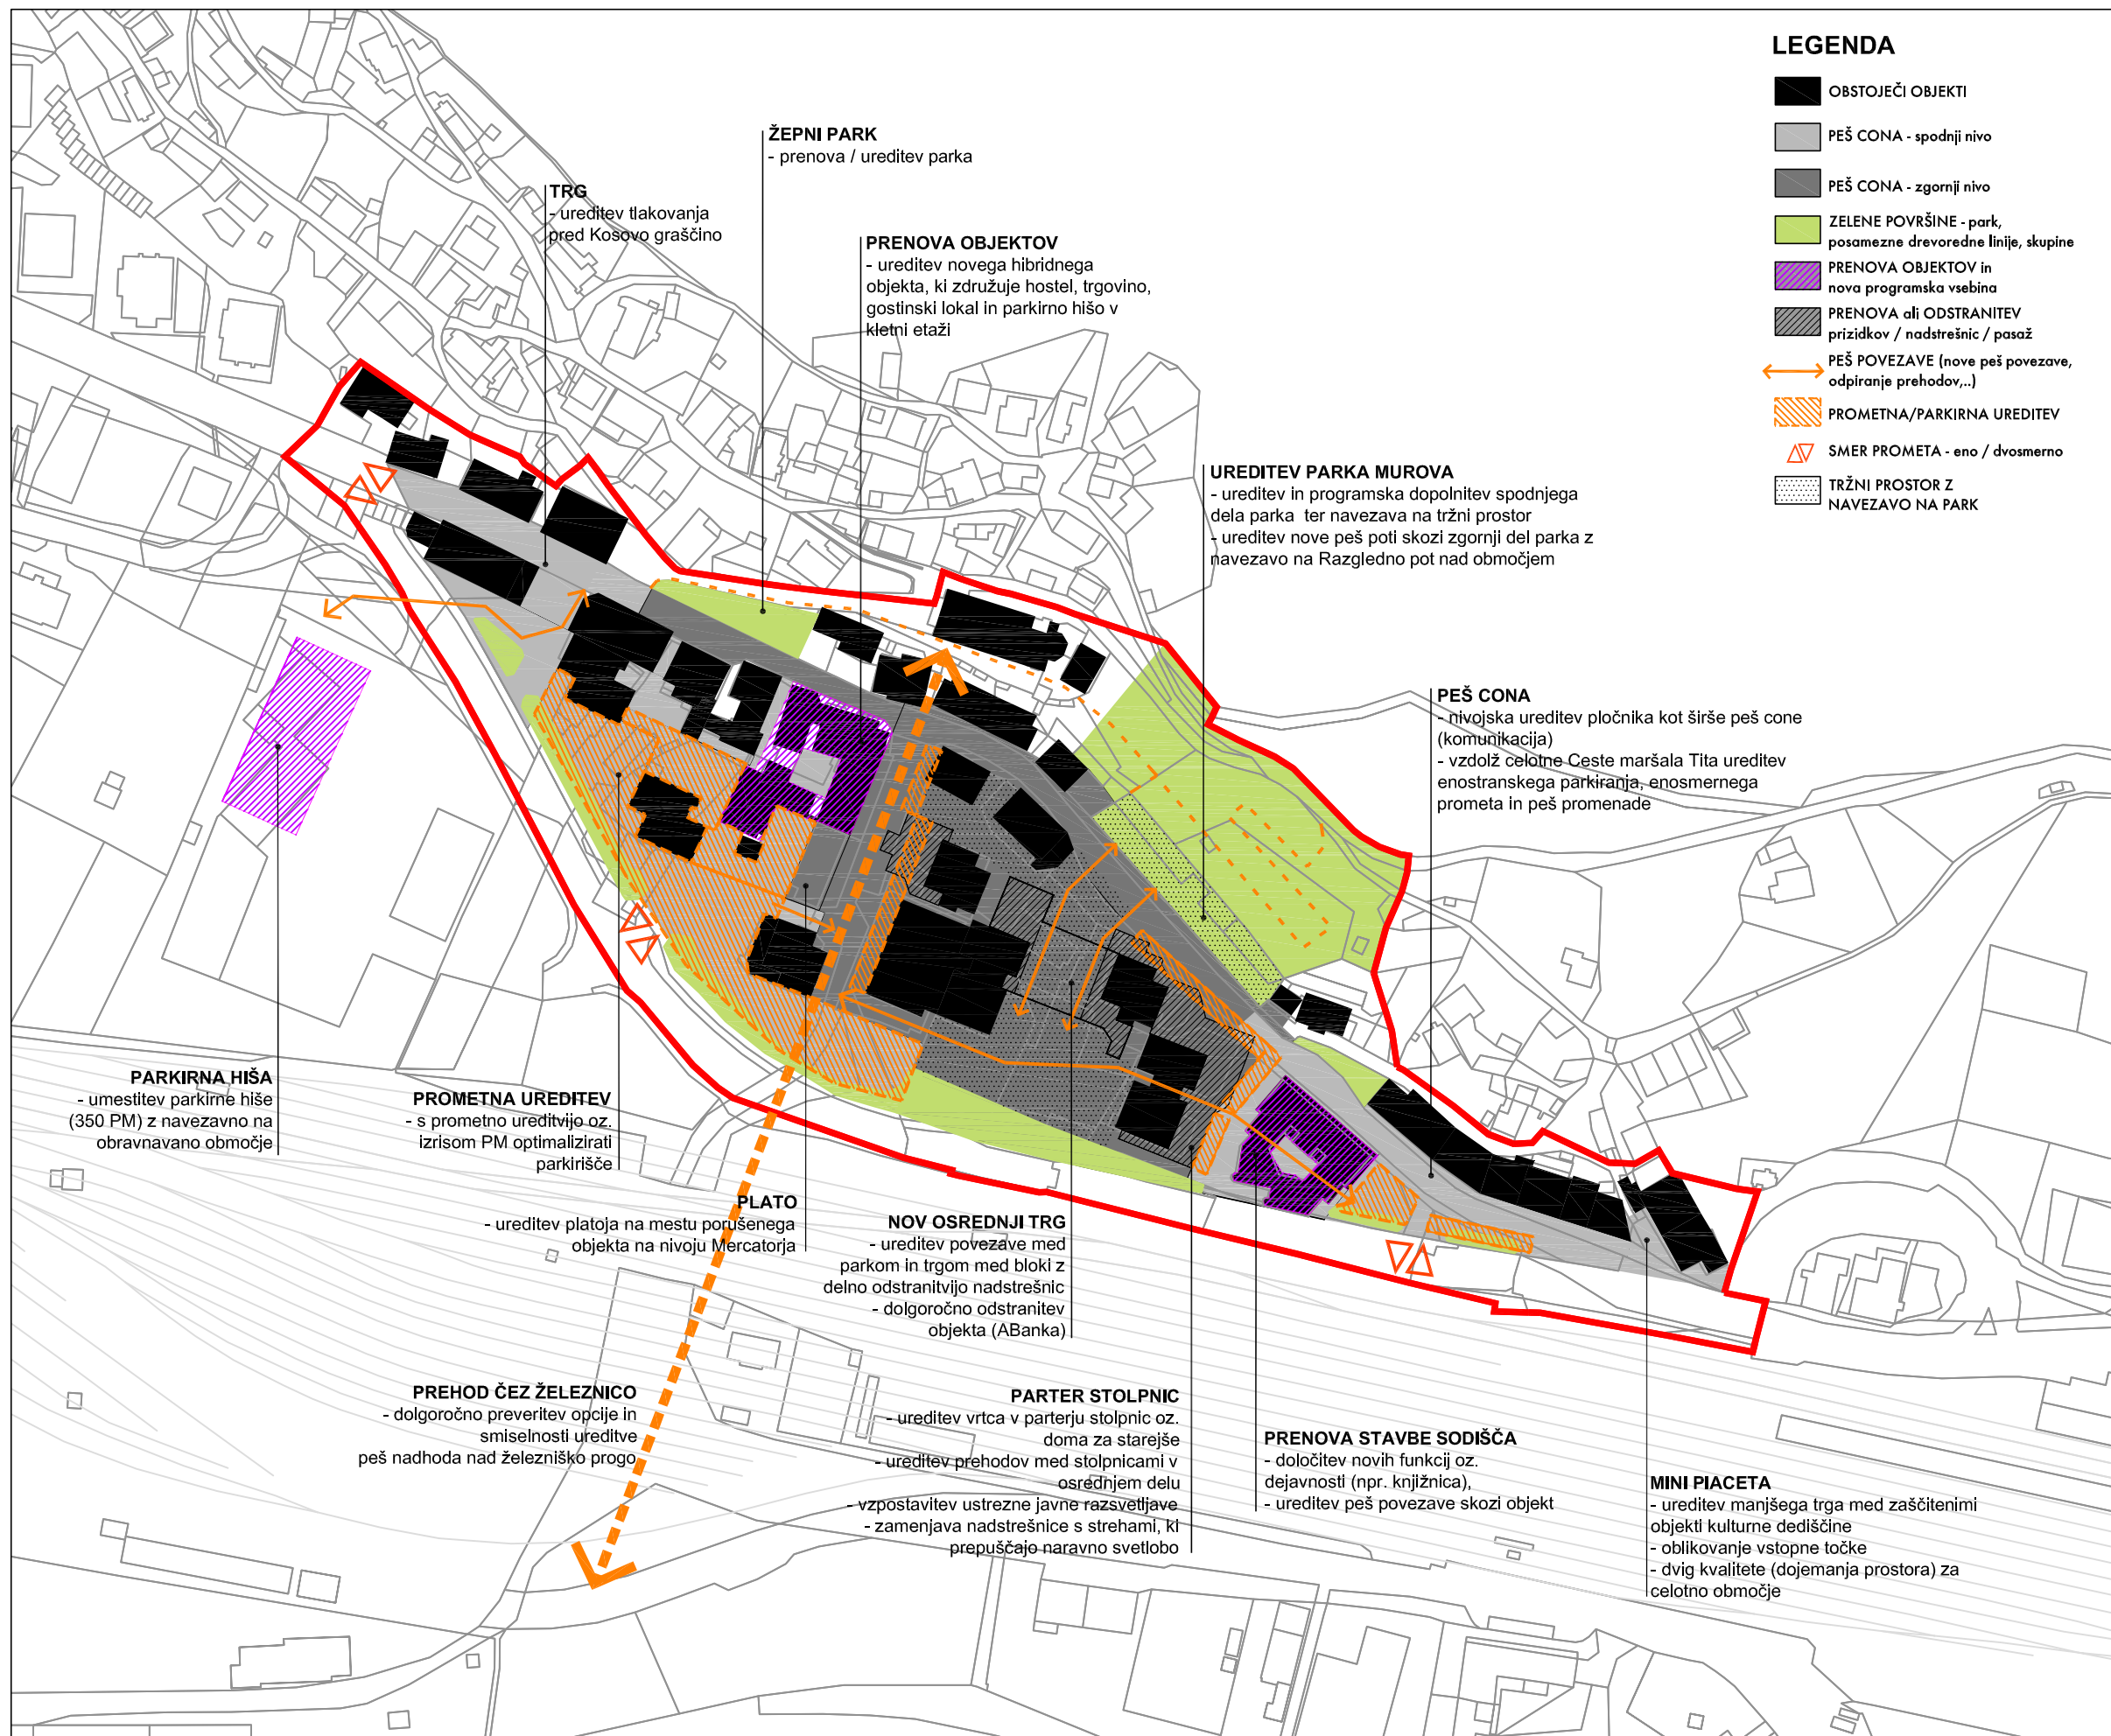 LEGENDA
OBSTOJEČI OBJEKTI
PEŠ CONA - spodnji nivo
PEŠ CONA - zgornji nivo
ZELENE POVRŠINE - park,
posamezne drevoredne linije, skupine
PRENOVA OBJEKTOV in
nova programska vsebina
PRENOVA ali ODSTRANITEV
prizidkov / nadstrešnic / pasaž
PEŠ POVEZAVE (nove peš povezave,
odpiranje prehodov,..)
PROMETNA/PARKIRNA UREDITEV
SMER PROMETA - eno / dvosmerno
TRŽNI PROSTOR Z
NAVEZAVO NA PARK
ŽEPNI PARK
- prenova / ureditev parka
TRG
- ureditev tlakovanja
pred Kosovo graščino
PRENOVA OBJEKTOV
- ureditev novega hibridnega
objekta, ki združuje hostel, trgovino,
gostinski lokal in parkirno hišo v
kletni etaži
UREDITEV PARKA MUROVA
- ureditev in programska dopolnitev spodnjega
dela parka  ter navezava na tržni prostor
- ureditev nove peš poti skozi zgornji del parka z
navezavo na Razgledno pot nad območjem
PEŠ CONA
- nivojska ureditev pločnika kot širše peš cone
(komunikacija)
- vzdolž celotne Ceste maršala Tita ureditev
enostranskega parkiranja, enosmernega
prometa in peš promenade
PARKIRNA HIŠA
- umestitev parkirne hiše
(350 PM) z navezavno na
obravnavano območje
PROMETNA UREDITEV
- s prometno ureditvijo oz.
izrisom PM optimalizirati
parkirišče
PLATO
- ureditev platoja na mestu porušenega
objekta na nivoju Mercatorja
NOV OSREDNJI TRG
- ureditev povezave med
parkom in trgom med bloki z
delno odstranitvijo nadstrešnic
- dolgoročno odstranitev
objekta (ABanka)
PREHOD ČEZ ŽELEZNICO
- dolgoročno preveritev opcije in
smiselnosti ureditve
peš nadhoda nad železniško progo
PARTER STOLPNIC
- ureditev vrtca v parterju stolpnic oz.
doma za starejše
- ureditev prehodov med stolpnicami v
osrednjem delu
- vzpostavitev ustrezne javne razsvetljave
- zamenjava nadstrešnice s strehami, ki
prepuščajo naravno svetlobo
PRENOVA STAVBE SODIŠČA
- določitev novih funkcij oz.
dejavnosti (npr. knjižnica),
- ureditev peš povezave skozi objekt
MINI PIACETA
- ureditev manjšega trga med zaščitenimi
objekti kulturne dediščine
- oblikovanje vstopne točke
- dvig kvalitete (dojemanja prostora) za
celotno območje